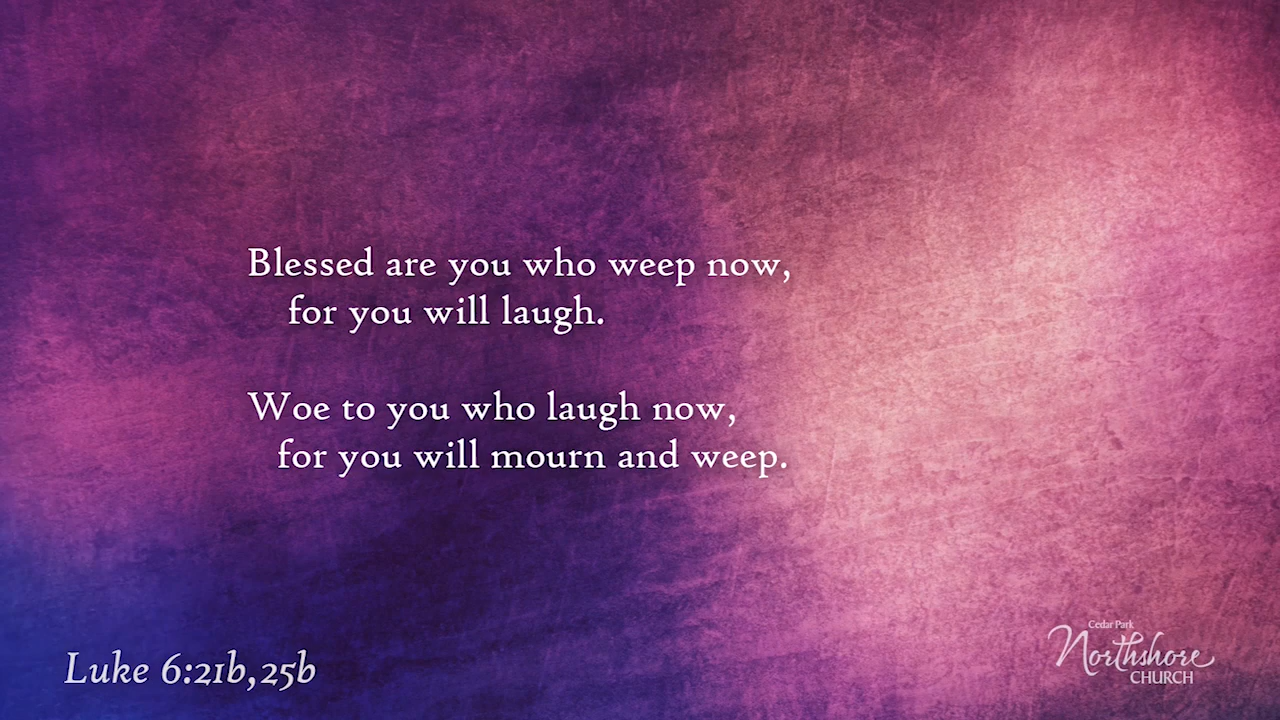 Blessed are you who weep now,
for you will laugh.
Woe to you who laugh now,
for you will mourn and weep.
Luke 6:21b,25b
Cedar Park
Northshore
CHURCH